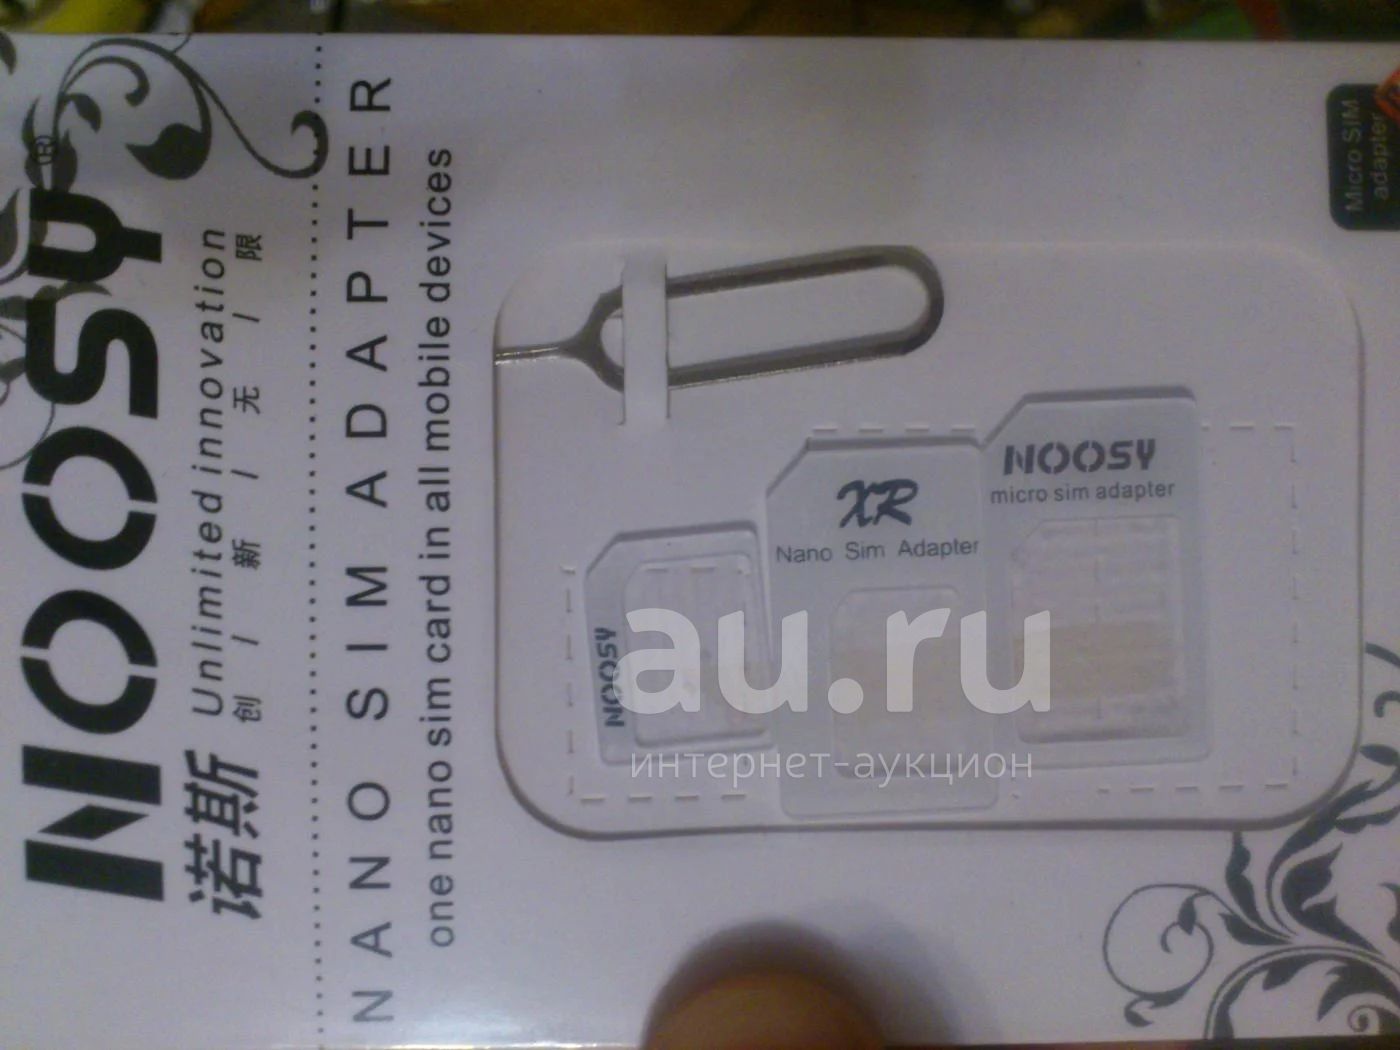 NOOSY (R)
诺斯 Unlimited innovation
创 / 新 / 无 / 限
NANO SIM ADAPTER
one nano sim card in all mobile devices
Micro SIM
adapter
NOOSY
micro sim adapter
XR
Nano Sim Adapter
NOOSY
au.ru
интернет-аукцион